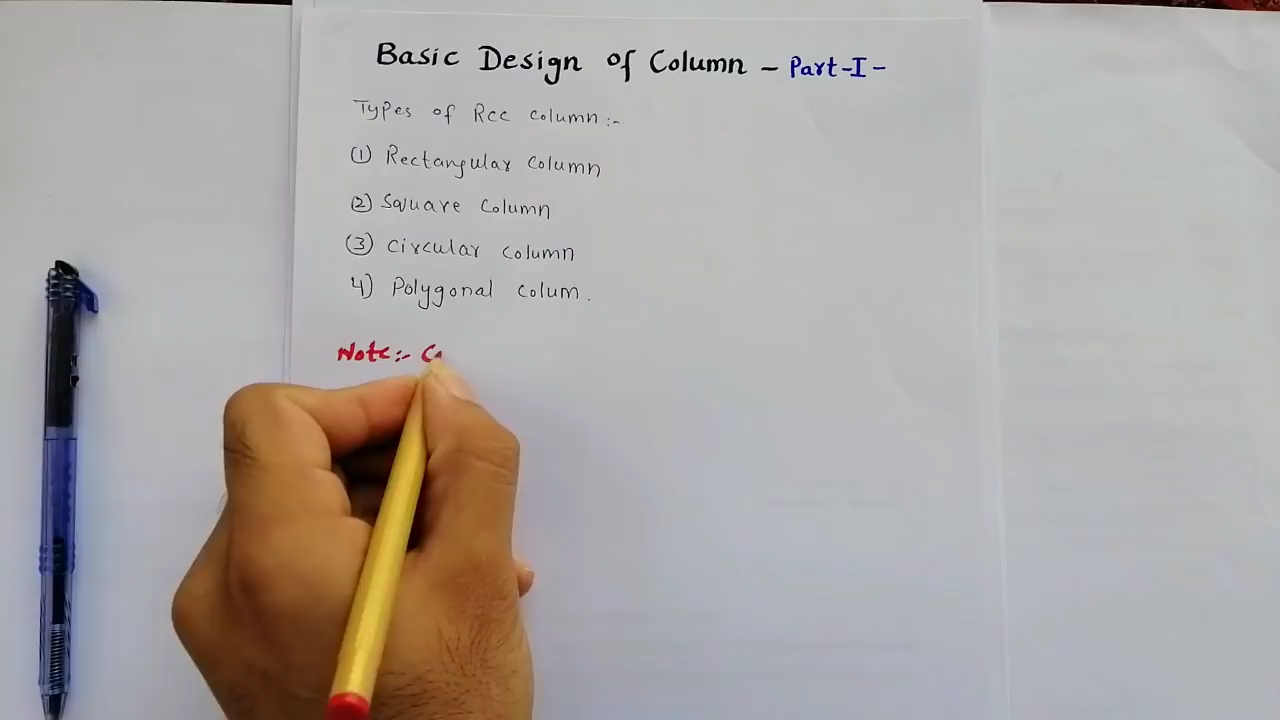 Basic Design of Column - Part-I-
Types of Rcc column:-
(1) Rectangular column
(2) Square column
(3) Circular column
4) Polygonal colum.
Note:-